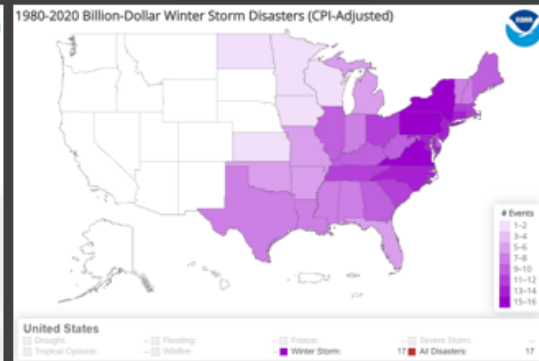 1980-2020 Billion-Dollar Winter Storm Disasters (CPI-Adjusted)
NOAA
# Events
1-2
3-4
5-6
7-8
9-10
11-12
13-14
15-16
United States
Drought: -- Flooding: -- Freeze: -- Severe Storm: --
Tropical Cyclone: -- Wildfire: -- Winter Storm: 17 All Disasters: 17